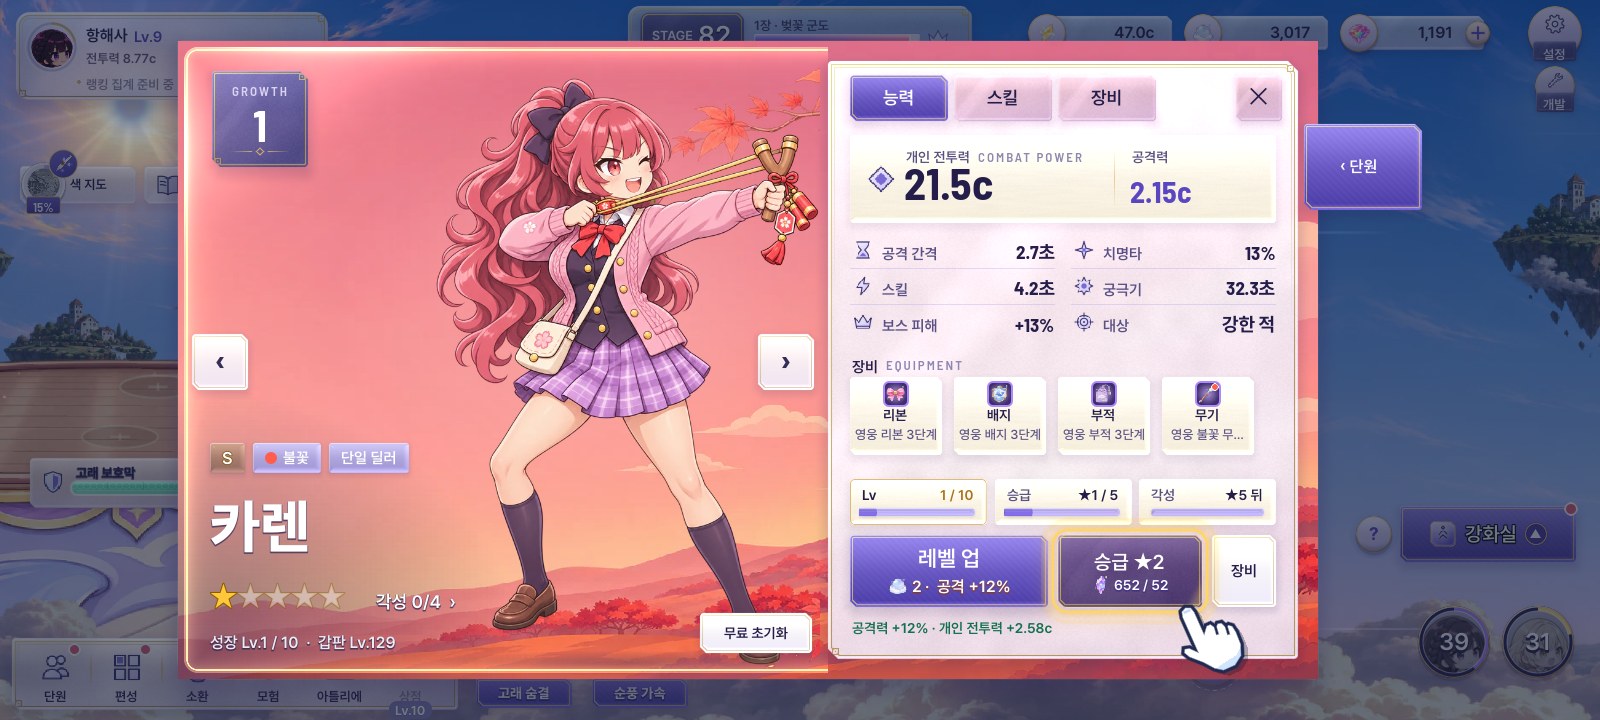 항해사 Lv.9
전투력 8.77c
랭킹 집계 준비 중
STAGE 82
1장 · 벚꽃 군도
47.0c
3,017
1,191
설정
개발
색 지도
15%
고래 보호막
GROWTH
1
S
불꽃
단일 딜러
카렌
각성 0/4 ›
성장 Lv.1 / 10 · 갑판 Lv.129
무료 초기화
‹
›
능력
스킬
장비
‹ 단원
개인 전투력 COMBAT POWER
21.5c
공격력
2.15c
공격 간격 2.7초
치명타 13%
스킬 4.2초
궁극기 32.3초
보스 피해 +13%
대상 강한 적
장비 EQUIPMENT
리본
영웅 리본 3단계
배지
영웅 배지 3단계
부적
영웅 부적 3단계
무기
영웅 불꽃 무...
Lv 1 / 10
승급 ★1 / 5
각성 ★5 뒤
레벨 업
2 · 공격 +12%
승급 ★2
652 / 52
장비
공격력 +12% · 개인 전투력 +2.58c
?
강화실
39
31
단원
편성
소환
모험
아틀리에
상점
Lv.10
고래 숨결
순풍 가속